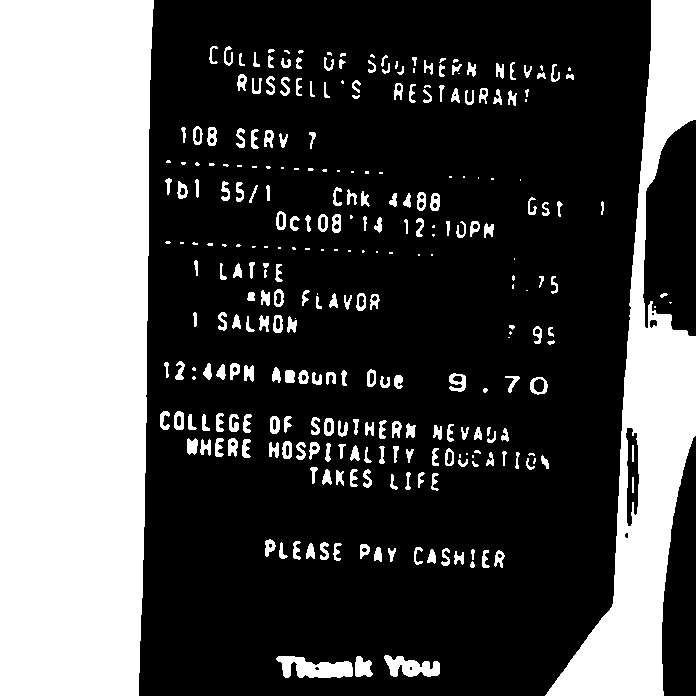 COLLEGE OF SOUTHERN NEVADA
RUSSELL'S RESTAURANT
108 SERV 7
Tbl 55/1 Chk 4488 Gst 1
Oct08'14 12:10PM
1 LATTE 1.75
*NO FLAVOR
1 SALMON 7.95
12:44PM Amount Due 9.70
COLLEGE OF SOUTHERN NEVADA
WHERE HOSPITALITY EDUCATION
TAKES LIFE
PLEASE PAY CASHIER
Thank You